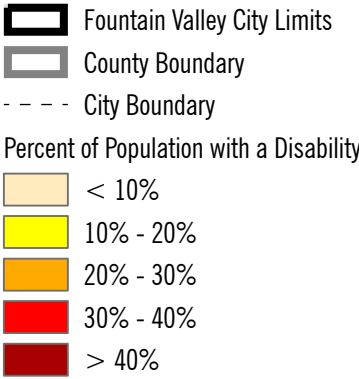 Fountain Valley City Limits
County Boundary
City Boundary
Percent of Population with a Disability
< 10%
10% - 20%
20% - 30%
30% - 40%
> 40%